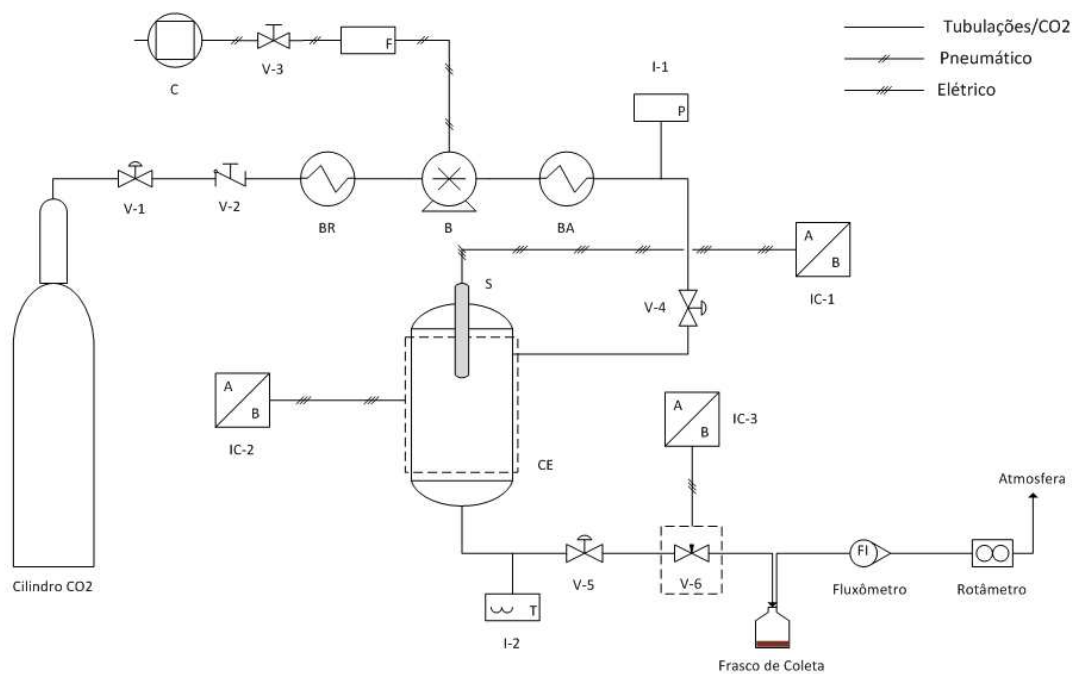 Tubulações/CO2
F
V-3
I-1
Pneumático
C
Elétrico
P
V-1
V-2
BR
B
BA
A
B
S
IC-1
V-4
A
B
A
B
IC-3
IC-2
CE
Atmosfera
FI
Cilindro CO2
V-5
V-6
Fluxômetro
Rotâmetro
T
I-2
Frasco de Coleta